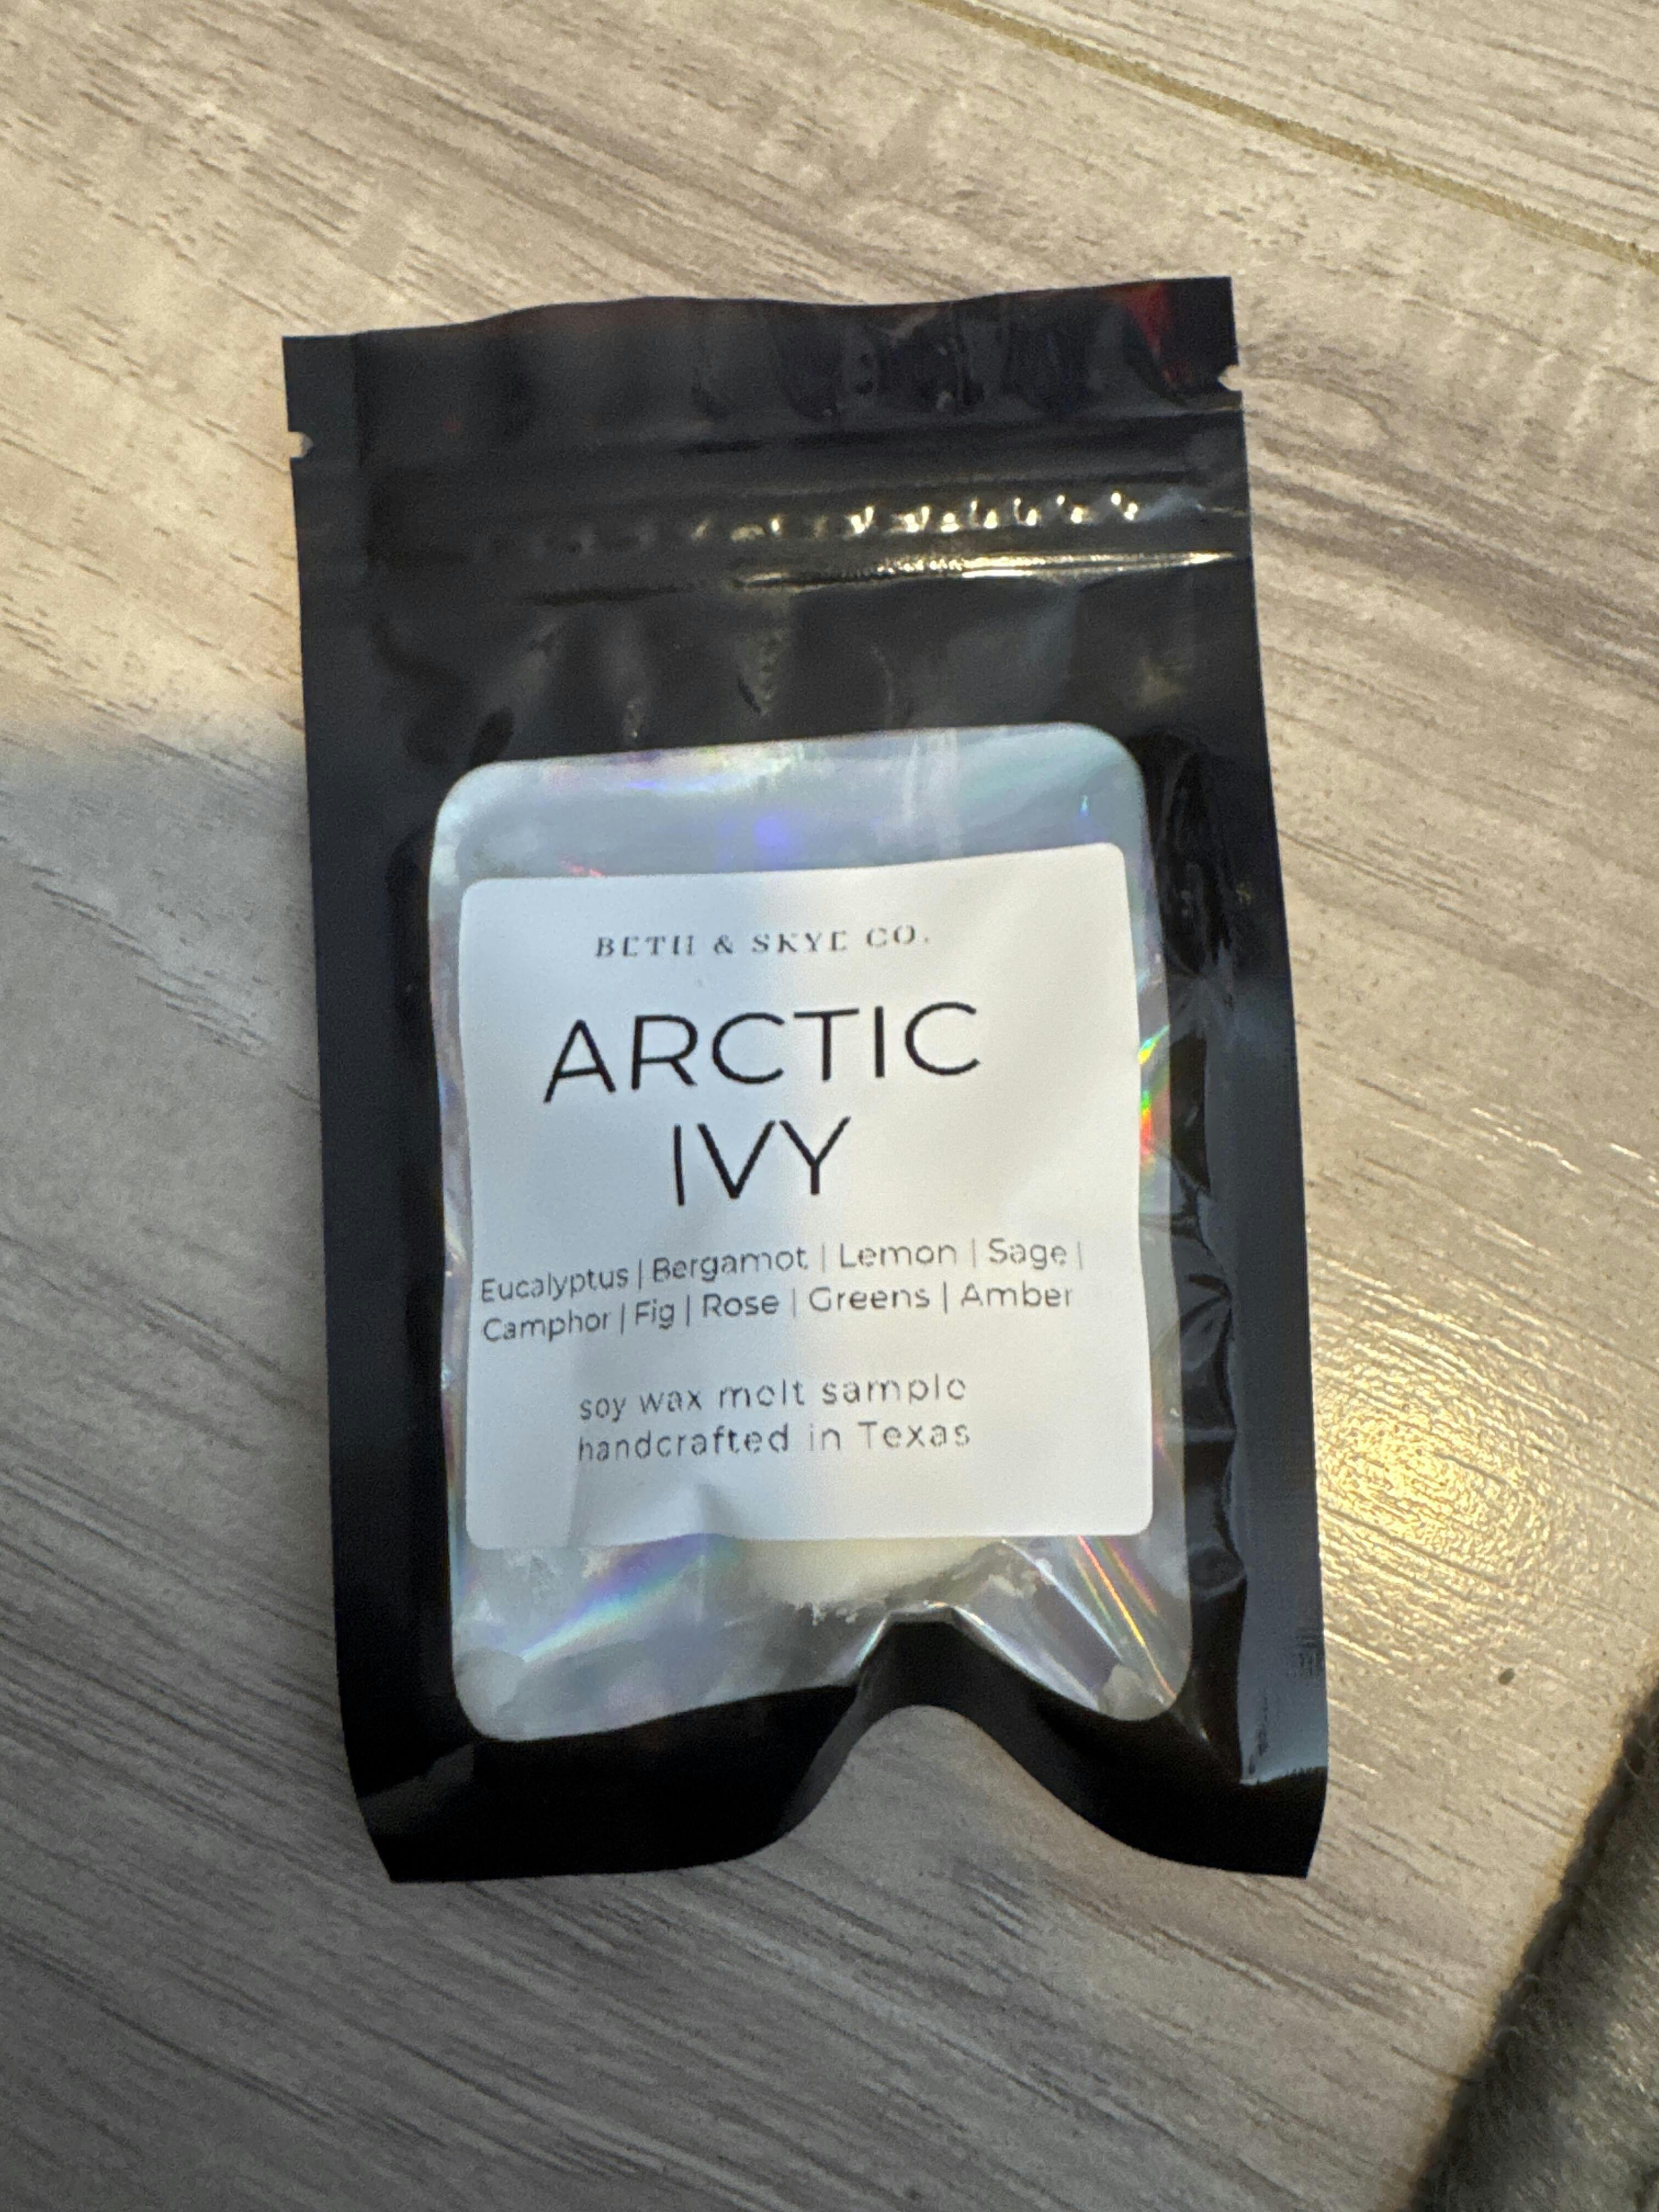 BETH & SKYE CO.
ARCTIC
IVY
Eucalyptus | Bergamot | Lemon | Sage |
Camphor | Fig | Rose | Greens | Amber
soy wax melt sample
handcrafted in Texas